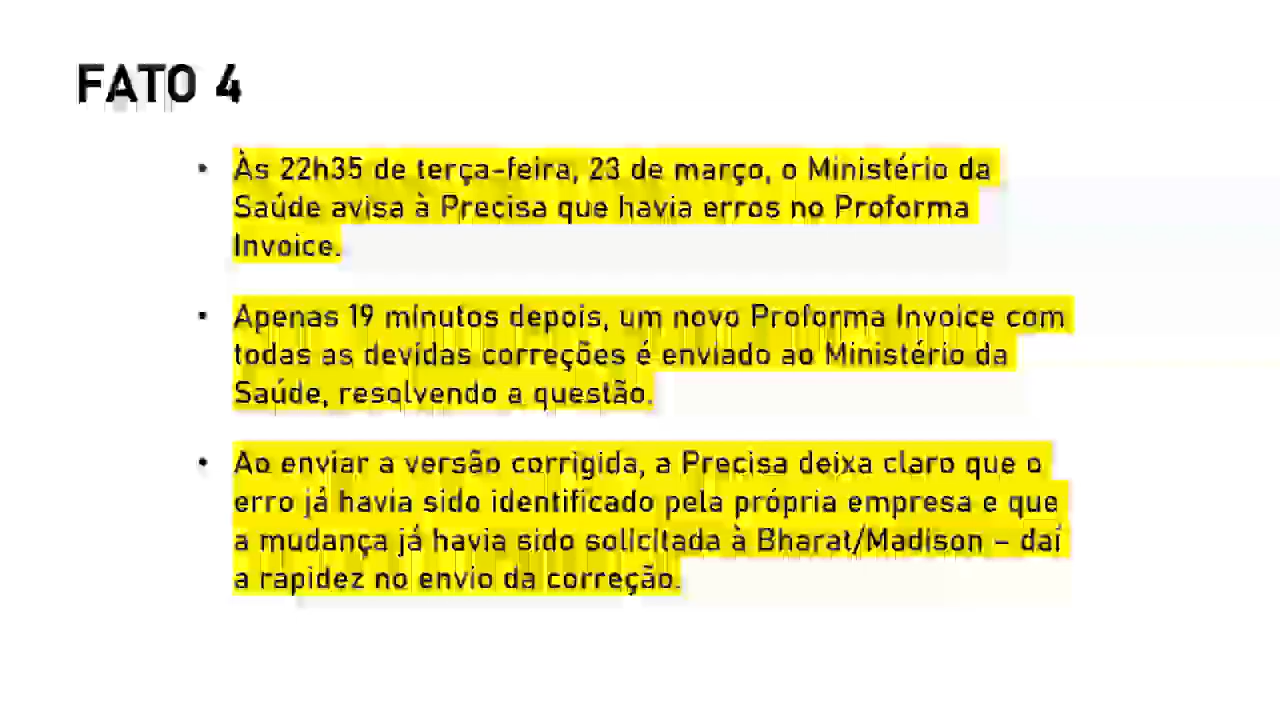 FATO 4
• Às 22h35 de terça-feira, 23 de março, o Ministério da
Saúde avisa à Precisa que havia erros no Proforma
Invoice.
• Apenas 19 minutos depois, um novo Proforma Invoice com
todas as devidas correções é enviado ao Ministério da
Saúde, resolvendo a questão.
• Ao enviar a versão corrigida, a Precisa deixa claro que o
erro já havia sido identificado pela própria empresa e que
a mudança já havia sido solicitada à Bharat/Madison – daí
a rapidez no envio da correção.